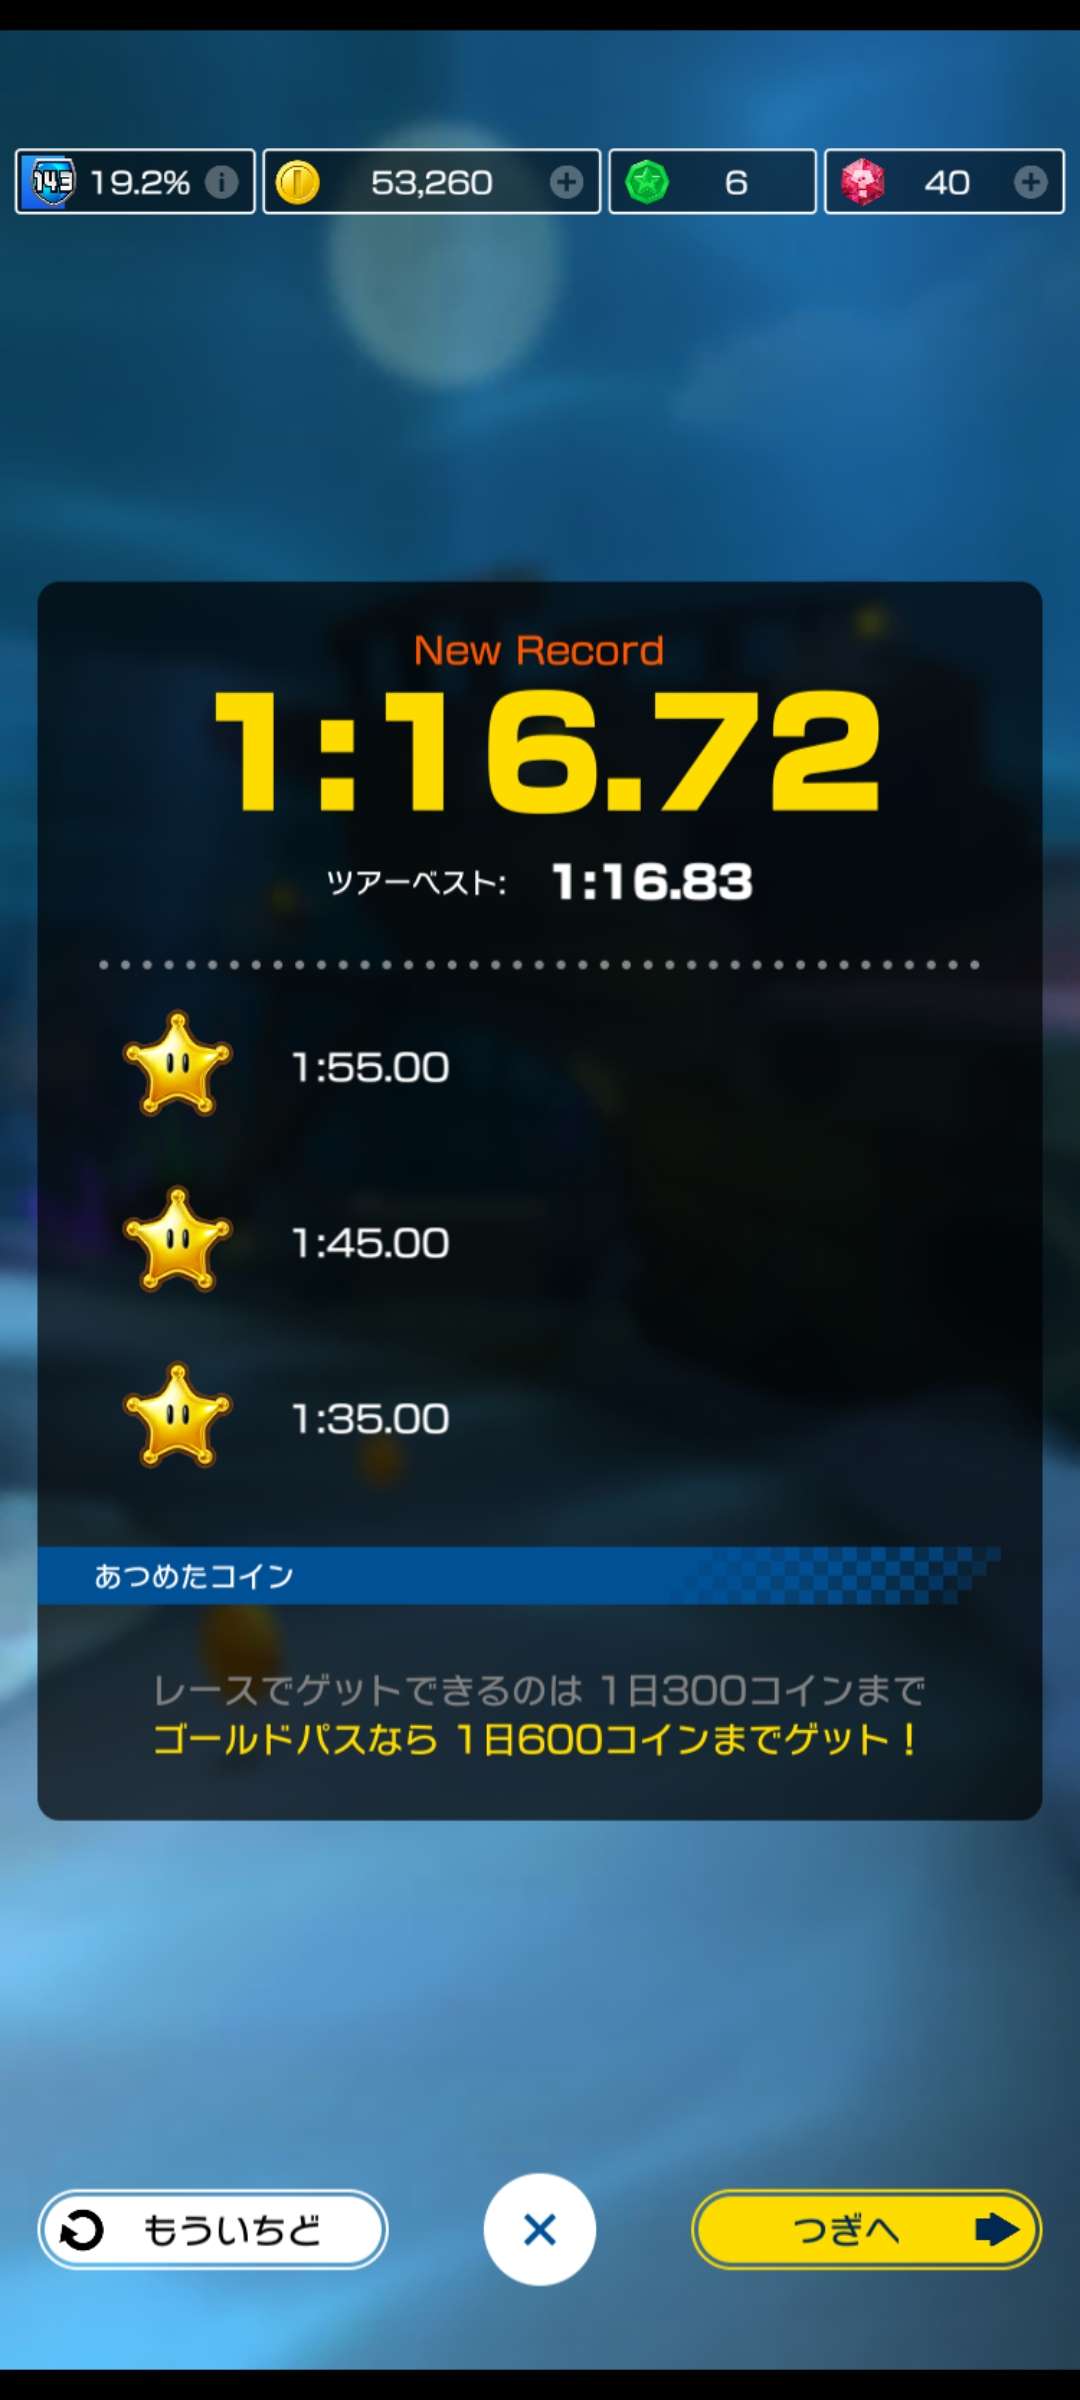 143 19.2% i 53,260 + 6 40 +
New Record
1:16.72
ツアーベスト: 1:16.83
1:55.00
1:45.00
1:35.00
あつめたコイン
レースでゲットできるのは 1日300コインまで
ゴールドパスなら 1日600コインまでゲット！
もういちど × つぎへ